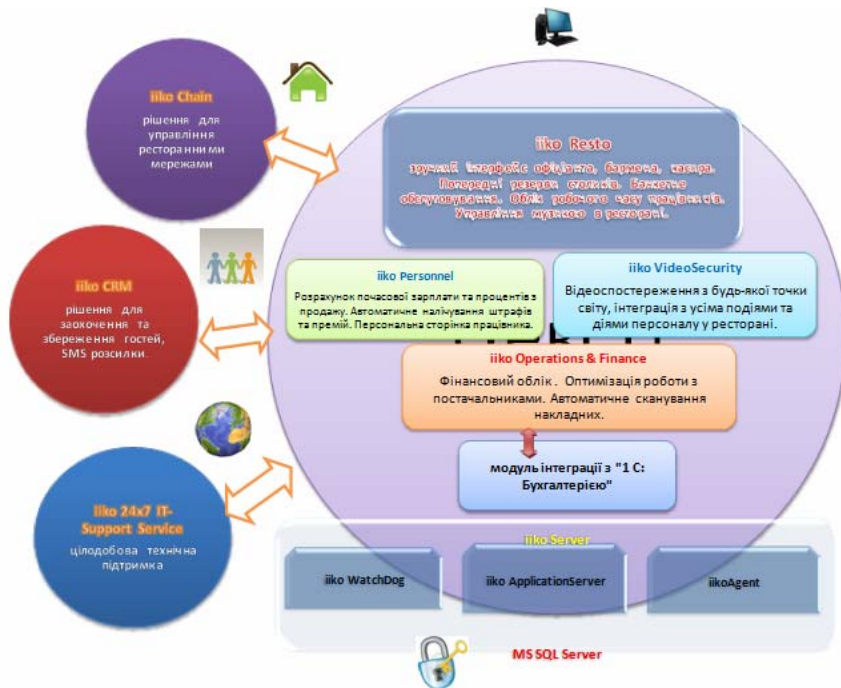 iiko Chain
рішення для
управління
ресторанними
мережами
iiko Resto
зручний інтерфейс офіціанта, бармена, касира.
Попередні резерви столиків. Банкетне
обслуговування. Облік робочого часу працівників.
Управління музикою в ресторані.
iiko CRM
рішення для
заохочення та
збереження гостей,
SMS розсилки.
iiko Personnel
Розрахунок почасової зарплати та процентів з
продажу. Автоматичне налічування штрафів
та премій. Персональна сторінка працівника.
iiko VideoSecurity
Відеоспостереження з будь-якої точки
світу, інтеграція з усіма подіями та
діями персоналу у ресторані.
iiko Operations & Finance
Фінансовий облік . Оптимізація роботи з
постачальниками. Автоматичне сканування
накладних.
модуль інтеграції з "1 С:
Бухгалтерією"
iiko 24x7 IT-
Support Service
цілодобова технічна
підтримка
iiko Server
iiko WatchDog
iiko ApplicationServer
iikoAgent
MS SQL Server